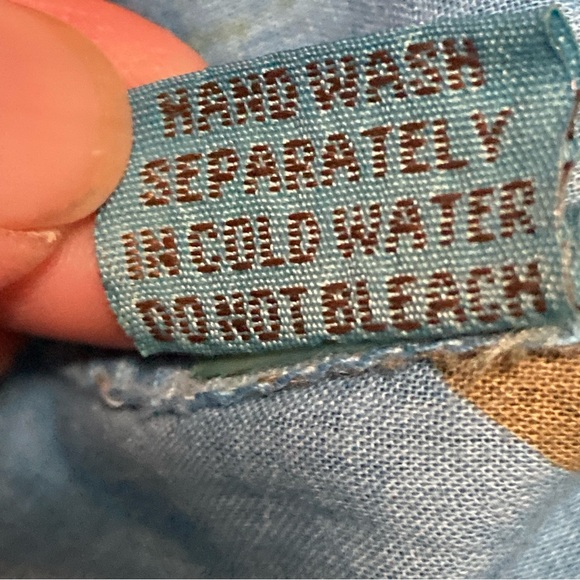 HAND WASH
SEPARATELY
IN COLD WATER
DO NOT BLEACH